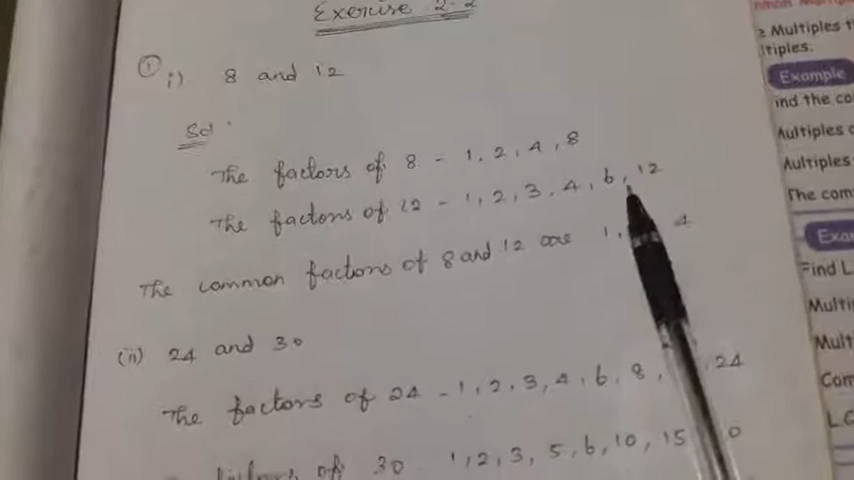 Exercise 2.2
① i) 8 and 12
Sol
The factors of 8 - 1, 2, 4, 8
The factors of 12 - 1, 2, 3, 4, 6, 12
The common factors of 8 and 12 are 1, 4
(ii) 24 and 30
The factors of 24 - 1, 2, 3, 4, 6, 8, 24
factors of 30 1, 2, 3, 5, 6, 10, 15
Multiples
ltiples.
Example
ind the co
Multiples
Multiples
The com
Exa
Find L
Multi
Mult
Com
L.C